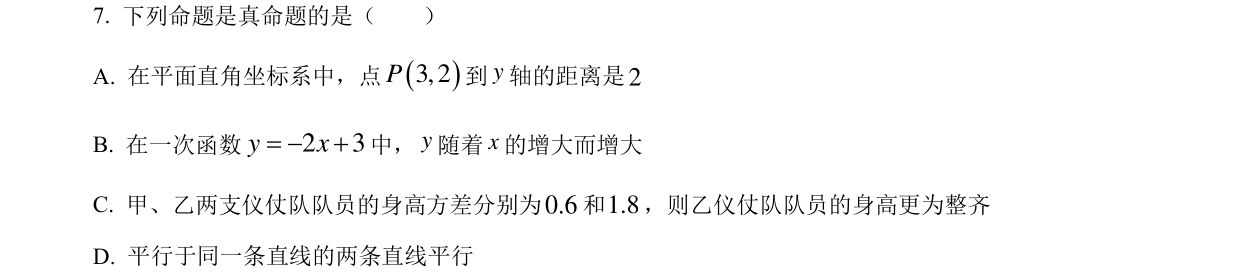 7. 下列命题是真命题的是（　　）
A. 在平面直角坐标系中，点P(3,2)到y轴的距离是2
B. 在一次函数y=-2x+3中，y随着x的增大而增大
C. 甲、乙两支仪仗队队员的身高方差分别为0.6和1.8，则乙仪仗队队员的身高更为整齐
D. 平行于同一条直线的两条直线平行